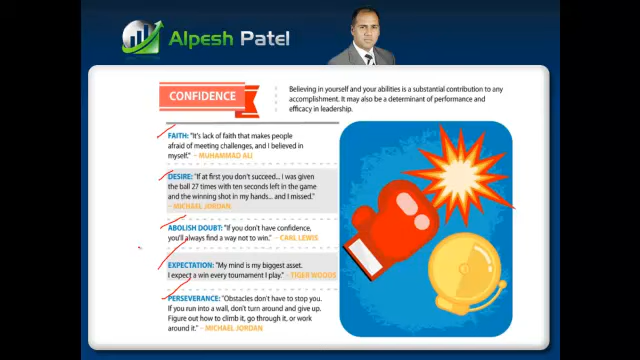 Alpesh Patel
CONFIDENCE
Believing in yourself and your abilities is a substantial contribution to any
accomplishment. It may also be a determinant of performance and
efficacy in leadership.
FAITH: "It's lack of faith that makes people
afraid of meeting challenges, and I believed in
myself." – MUHAMMAD ALI
DESIRE: "If at first you don't succeed... I was given
the ball 27 times with ten seconds left in the game
and the winning shot in my hands... and I missed."
– MICHAEL JORDAN
ABOLISH DOUBT: "If you don't have confidence,
you'll always find a way not to win." – CARL LEWIS
EXPECTATION: "My mind is my biggest asset.
I expect a win every tournament I play." – TIGER WOODS
PERSEVERANCE: "Obstacles don't have to stop you.
If you run into a wall, don't turn around and give up.
Figure out how to climb it, go through it, or work
around it." – MICHAEL JORDAN